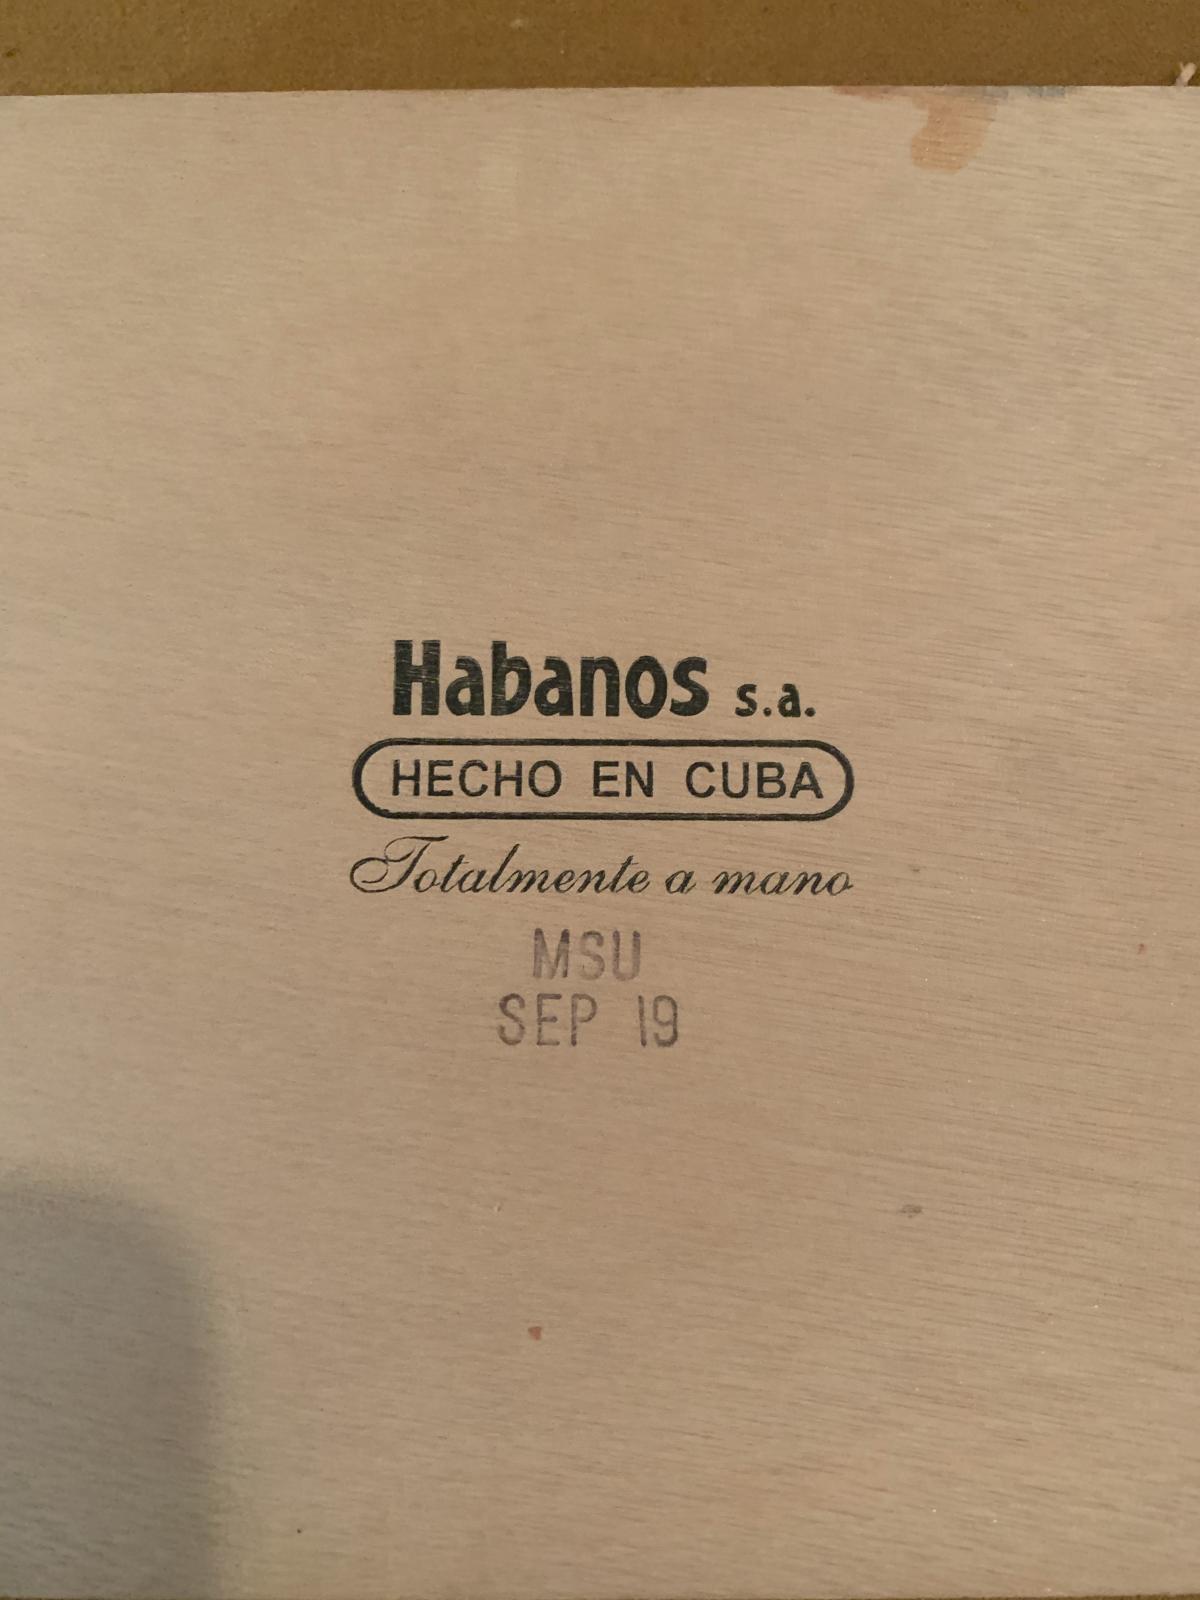 Habanos s.a.
HECHO EN CUBA
Totalmente a mano
MSU
SEP 19